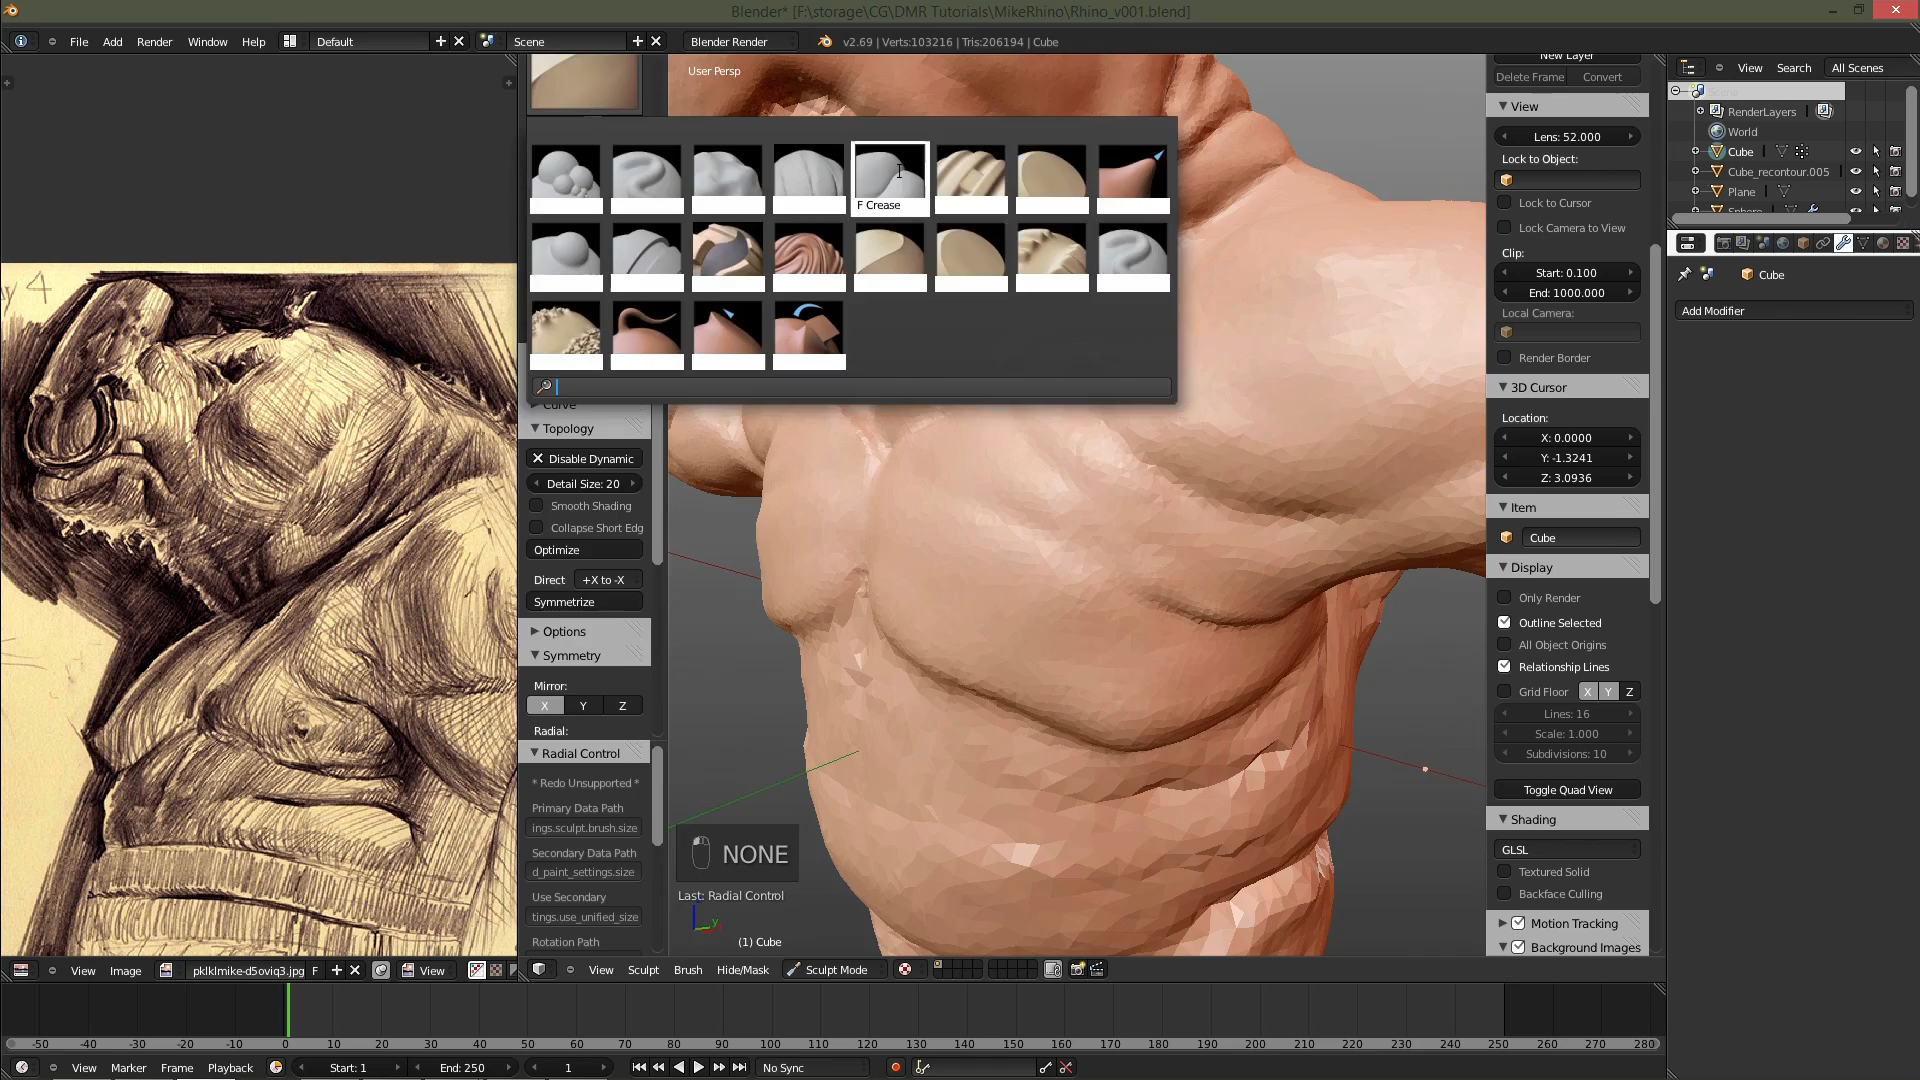 Blender* [F:\storage\CG\DMR Tutorials\MikeRhino\Rhino_v001.blend]
File Add Render Window Help Default Scene Blender Render v2.69 | Verts:103216 | Tris:206194 | Cube
User Persp
F Crease
Topology
Disable Dynamic
Detail Size: 20
Smooth Shading
Collapse Short Edg
Optimize
Direct +X to -X
Symmetrize
Options
Symmetry
Mirror:
X Y Z
Radial:
Radial Control
* Redo Unsupported *
Primary Data Path
ings.sculpt.brush.size
Secondary Data Path
d_paint_settings.size
Use Secondary
tings.use_unified_size
Rotation Path
NONE
Last: Radial Control
y
(1) Cube
Delete Frame Convert
View
Lens: 52.000
Lock to Object:
Lock to Cursor
Lock Camera to View
Clip:
Start: 0.100
End: 1000.000
Local Camera:
Render Border
3D Cursor
Location:
X: 0.0000
Y: -1.3241
Z: 3.0936
Item
Cube
Display
Only Render
Outline Selected
All Object Origins
Relationship Lines
Grid Floor X Y Z
Lines: 16
Scale: 1.000
Subdivisions: 10
Toggle Quad View
Shading
GLSL
Textured Solid
Backface Culling
Motion Tracking
Background Images
View Search All Scenes
RenderLayers
World
Cube
Cube_recontour.005
Plane
Cube
Add Modifier
View Image pklklmike-d5oviq3.jpg F View
View Sculpt Brush Hide/Mask Sculpt Mode
-50 -40 -30 -20 -10 0 10 20 30 40 50 60 70 80 90 100 110 120 130 140 150 160 170 180 190 200 210 220 230 240 250 260 270 280
View Marker Frame Playback Start: 1 End: 250 1 No Sync